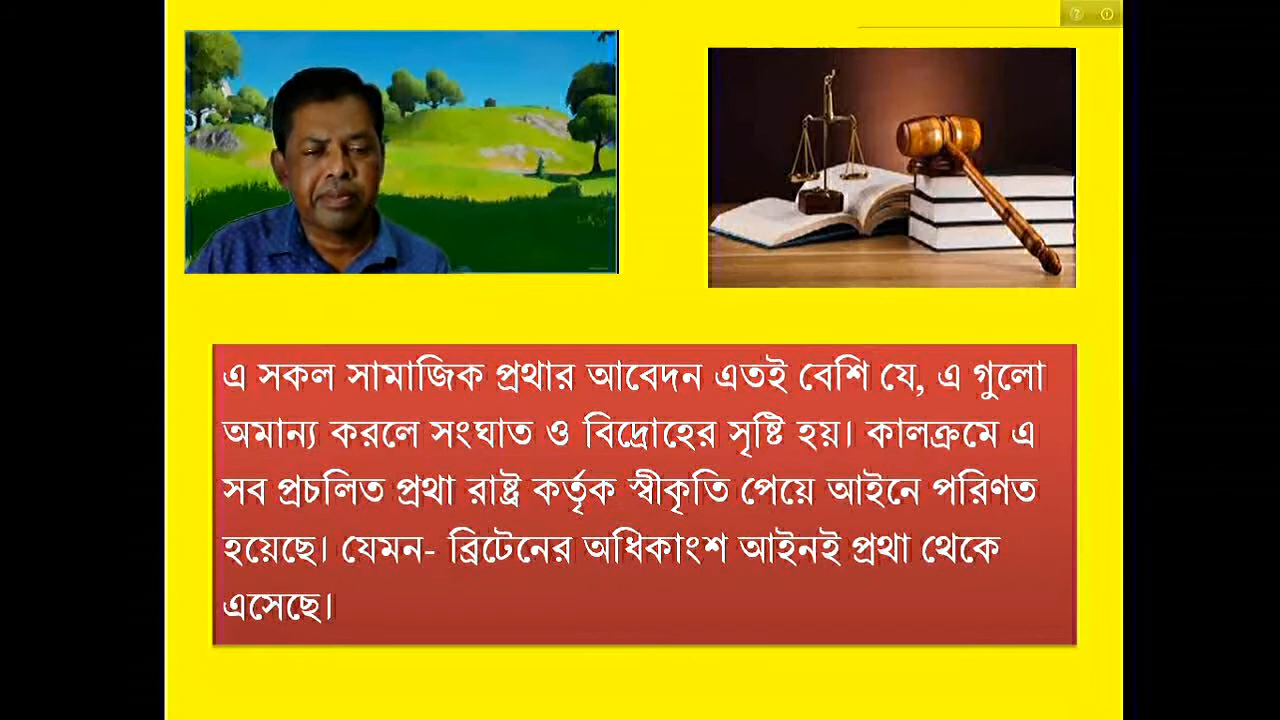 এ সকল সামাজিক প্রথার আবেদন এতই বেশি যে, এ গুলো
অমান্য করলে সংঘাত ও বিদ্রোহের সৃষ্টি হয়। কালক্রমে এ
সব প্রচলিত প্রথা রাষ্ট্র কর্তৃক স্বীকৃতি পেয়ে আইনে পরিণত
হয়েছে। যেমন- ব্রিটেনের অধিকাংশ আইনই প্রথা থেকে
এসেছে।